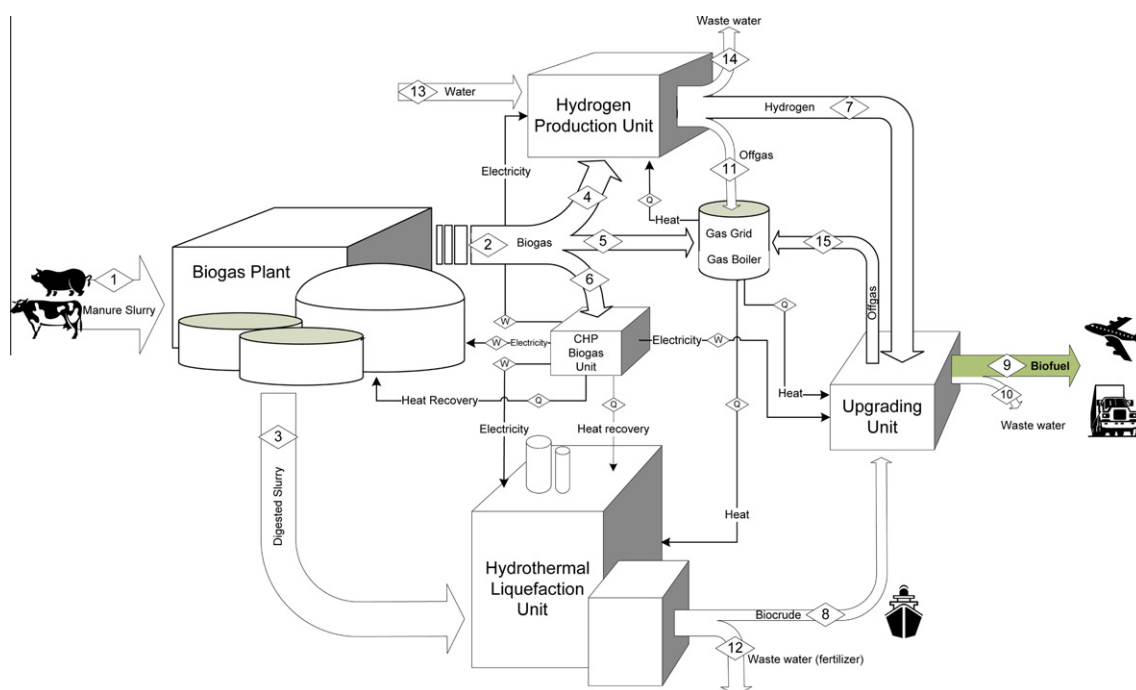 Waste water
14
13
Water
Hydrogen
Production Unit
Hydrogen
7
Offgas
11
Electricity
4
Q
Heat
2
Biogas
5
Gas Grid
Gas Boiler
15
Biogas Plant
1
Manure Slurry
6
Q
Offgas
W
CHP
Biogas
Unit
W
Electricity
Electricity
W
W
9
Biofuel
Heat
10
Upgrading
Unit
Waste water
Heat Recovery
Q
Q
Q
3
Digested Slurry
Electricity
Heat recovery
Heat
Hydrothermal
Liquefaction
Unit
Biocrude
8
12
Waste water (fertilizer)